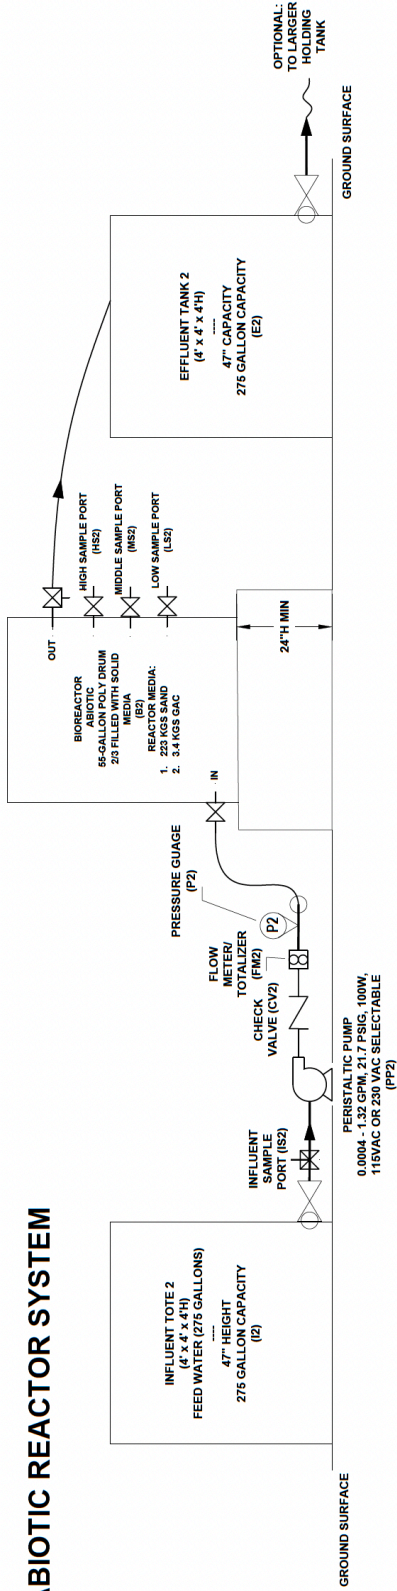 ABIOTIC REACTOR SYSTEM
GROUND SURFACE
INFLUENT TOTE 2
(4' x 4' x 4'H)
FEED WATER (275 GALLONS)
----
47" HEIGHT
275 GALLON CAPACITY
(I2)
INFLUENT
SAMPLE
PORT (IS2)
PERISTALTIC PUMP
0.0004 - 1.32 GPM, 21.7 PSIG, 100W,
115VAC OR 230 VAC SELECTABLE
(PP2)
CHECK
VALVE (CV2)
FLOW
METER/
TOTALIZER
(FM2)
PRESSURE GUAGE
(P2)
P2
IN
BIOREACTOR
ABIOTIC
55-GALLON POLY DRUM
2/3 FILLED WITH SOLID
MEDIA
(B2)
REACTOR MEDIA:
1. 223 KGS SAND
2. 3.4 KGS GAC
OUT
HIGH SAMPLE PORT
(HS2)
MIDDLE SAMPLE PORT
(MS2)
LOW SAMPLE PORT
(LS2)
24"H MIN
EFFLUENT TANK 2
(4' x 4' x 4'H)
----
47" CAPACITY
275 GALLON CAPACITY
(E2)
OPTIONAL:
TO LARGER
HOLDING
TANK
GROUND SURFACE